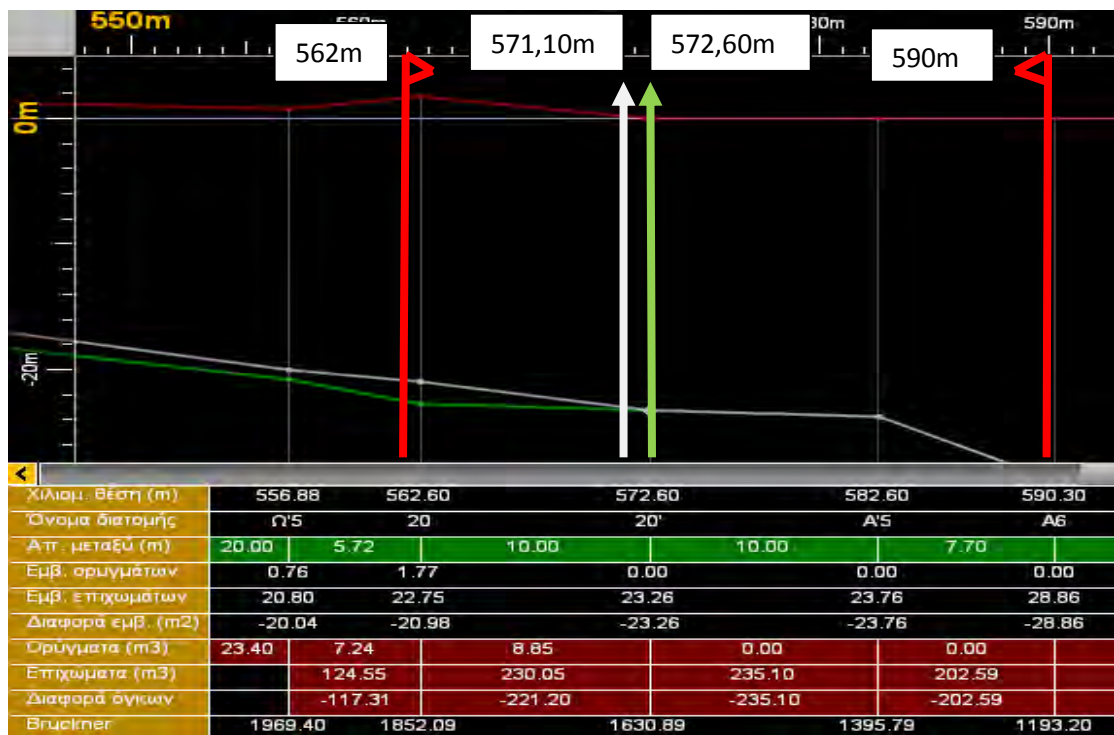 550m 30m 590m
562m 571,10m 572,60m 590m
0m
-20m
Χιλιομ. θέση (m) 556.88 562.60 572.60 582.60 590.30
Όνομα διατομής Ω'5 20 20' Α'5 Α6
Απ. μεταξύ (m) 20.00 5.72 10.00 10.00 7.70
Εμβ. ορυγμάτων 0.76 1.77 0.00 0.00 0.00
Εμβ. επιχωμάτων 20.80 22.75 23.26 23.76 28.86
Διαφορά εμβ. (m2) -20.04 -20.98 -23.26 -23.76 -28.86
Ορύγματα (m3) 23.40 7.24 8.85 0.00 0.00
Επιχωματα (m3) 124.55 230.05 235.10 202.59
Διαφορά όγκων -117.31 -221.20 -235.10 -202.59
Bruckner 1969.40 1852.09 1630.89 1395.79 1193.20